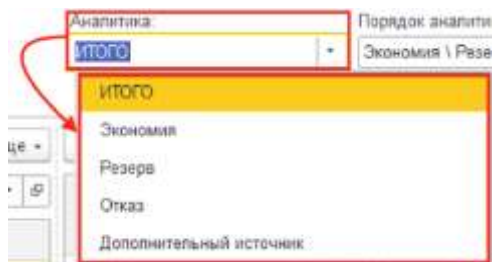 Аналитика:
Порядок аналити
ИТОГО
Экономия \ Резе
ИТОГО
Экономия
ще
Резерв
Отказ
Дополнительный источник